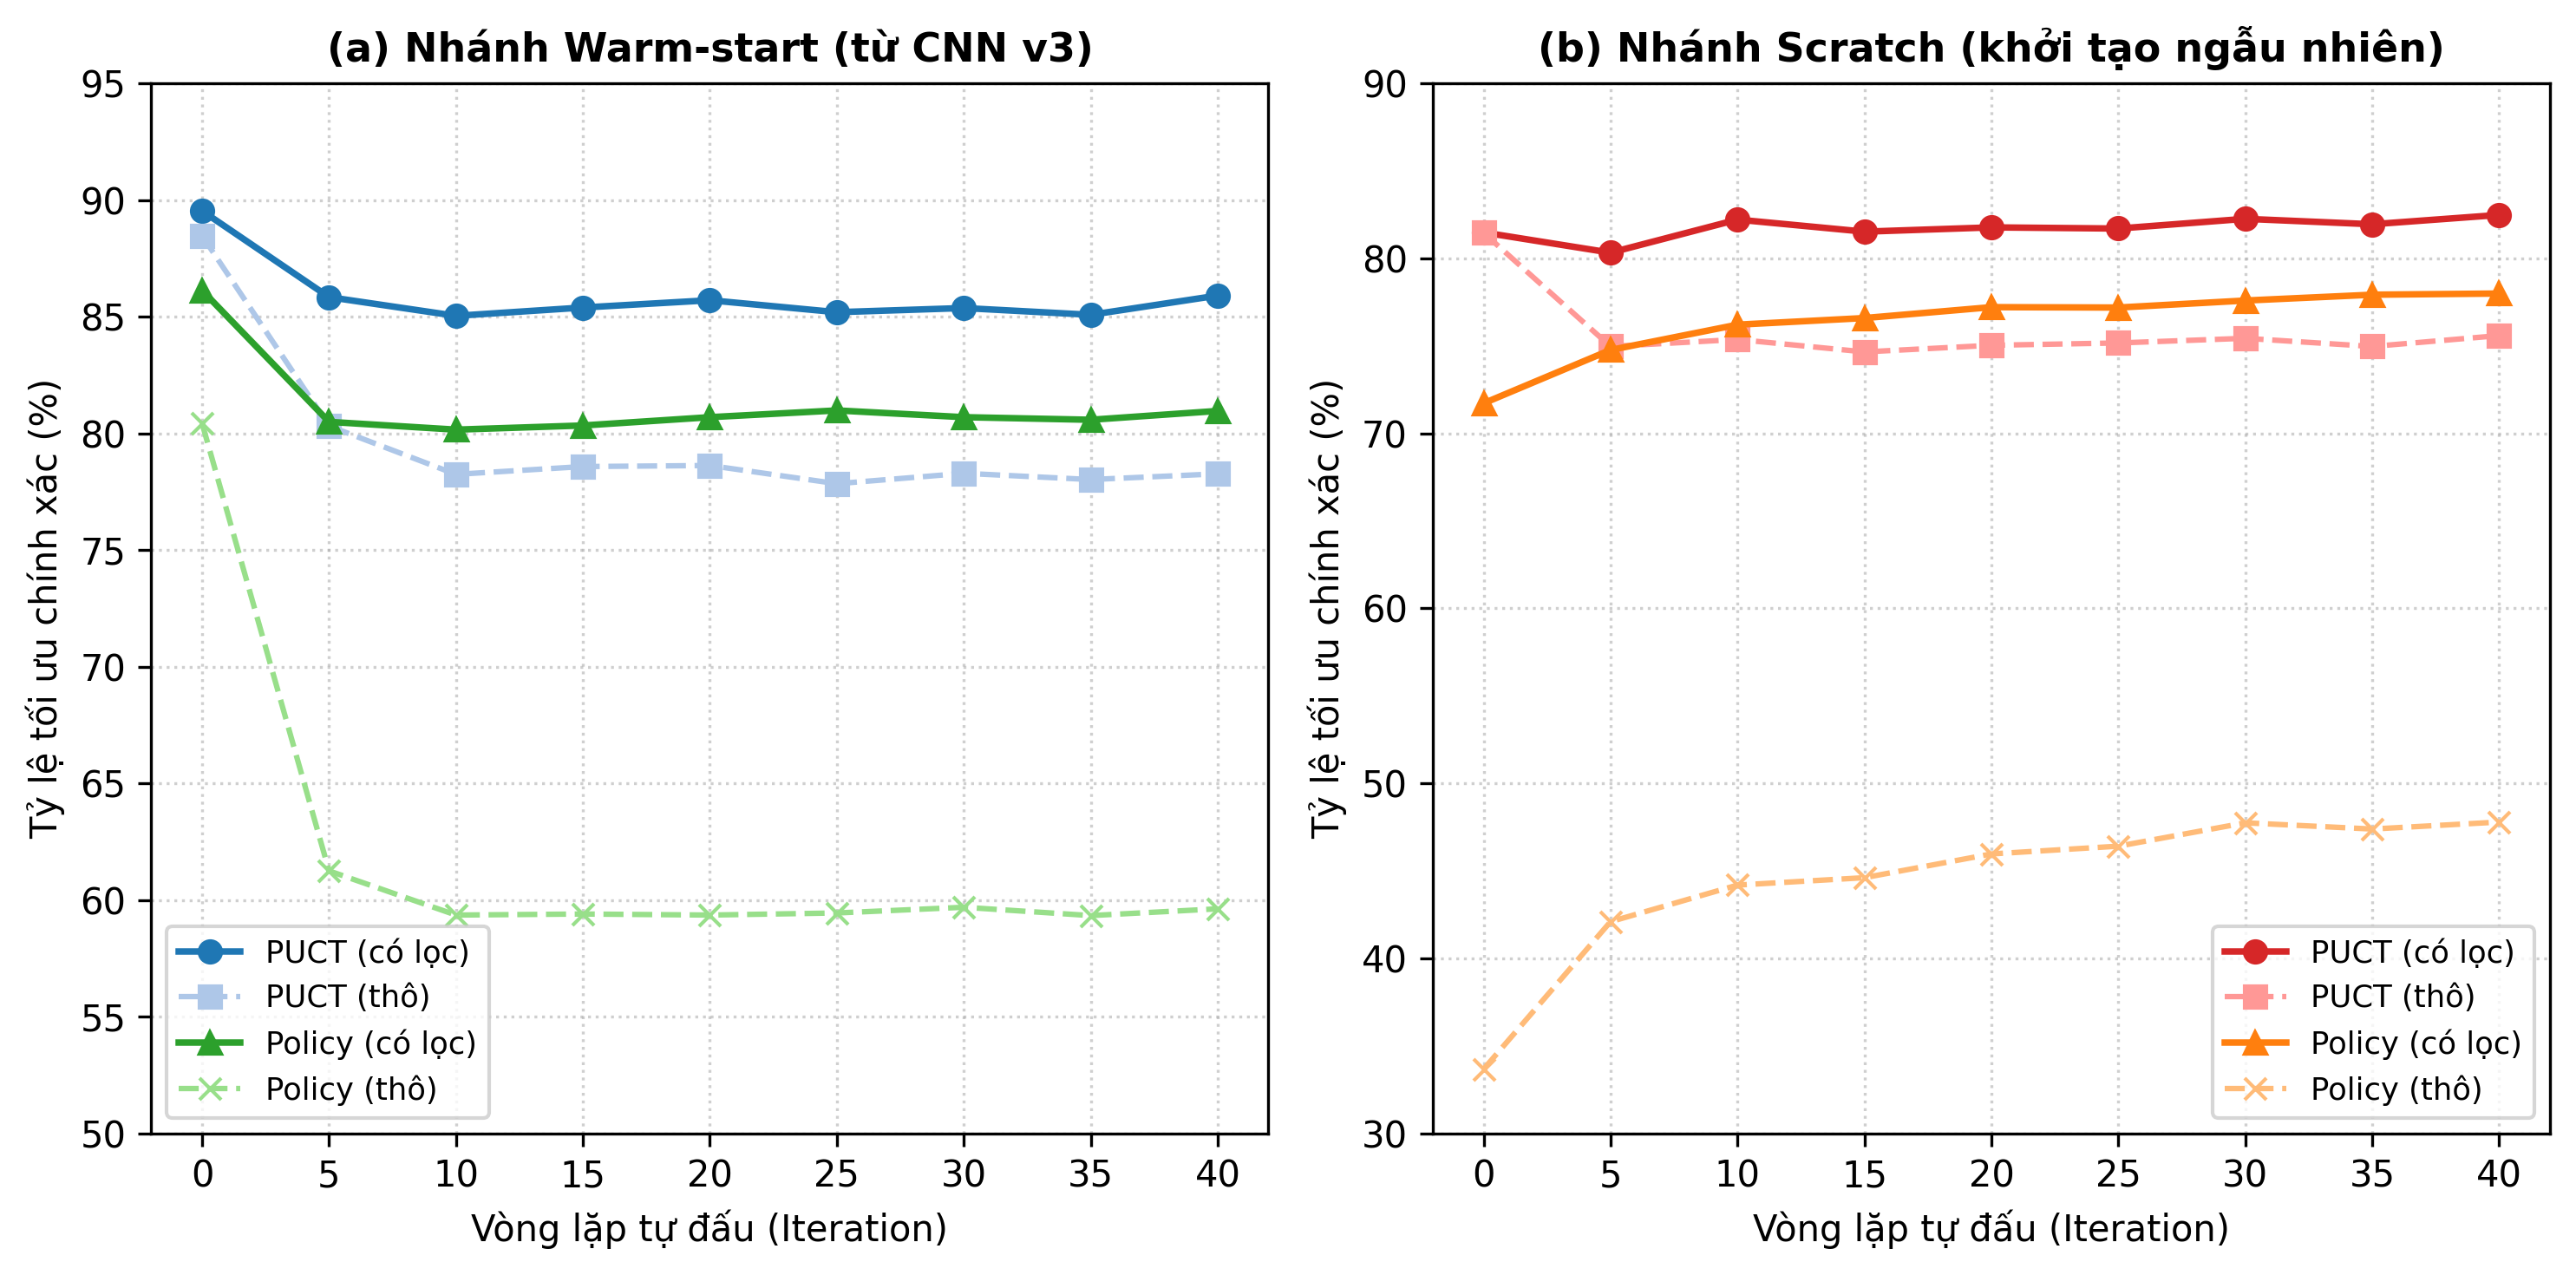 (a) Nhánh Warm-start (từ CNN v3)
Tỷ lệ tối ưu chính xác (%)
95
90
85
80
75
70
65
60
55
50
PUCT (có lọc)
PUCT (thô)
Policy (có lọc)
Policy (thô)
0 5 10 15 20 25 30 35 40
Vòng lặp tự đấu (Iteration)
(b) Nhánh Scratch (khởi tạo ngẫu nhiên)
Tỷ lệ tối ưu chính xác (%)
90
80
70
60
50
40
30
PUCT (có lọc)
PUCT (thô)
Policy (có lọc)
Policy (thô)
0 5 10 15 20 25 30 35 40
Vòng lặp tự đấu (Iteration)